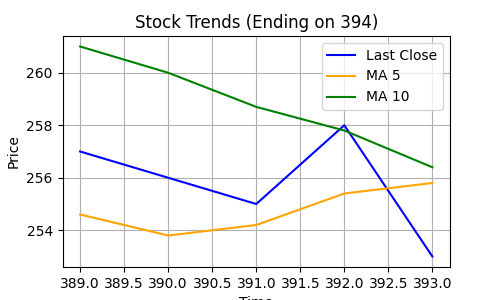 Stock Trends (Ending on 394)
Last Close
MA 5
MA 10
Price
260
258
256
254
389.0 389.5 390.0 390.5 391.0 391.5 392.0 392.5 393.0
Time